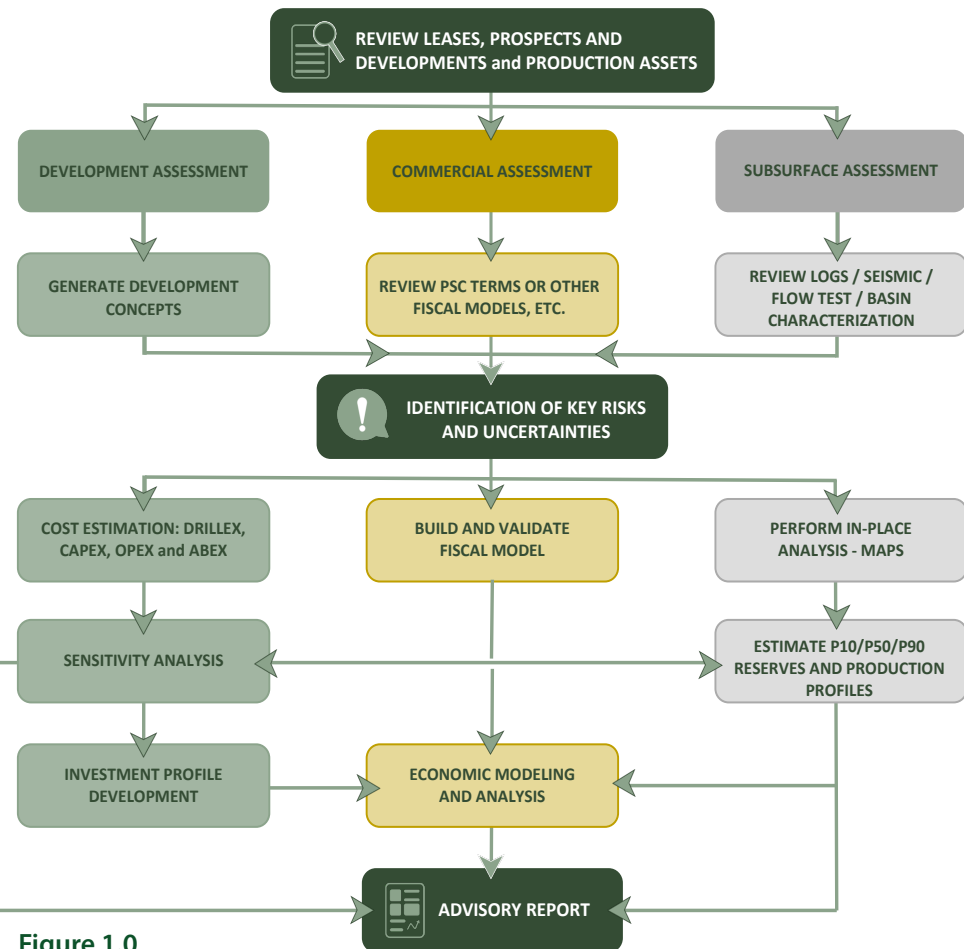 REVIEW LEASES, PROSPECTS AND
DEVELOPMENTS and PRODUCTION ASSETS
DEVELOPMENT ASSESSMENT
COMMERCIAL ASSESSMENT
SUBSURFACE ASSESSMENT
GENERATE DEVELOPMENT
CONCEPTS
REVIEW PSC TERMS OR OTHER
FISCAL MODELS, ETC.
REVIEW LOGS / SEISMIC /
FLOW TEST / BASIN
CHARACTERIZATION
IDENTIFICATION OF KEY RISKS
AND UNCERTAINTIES
COST ESTIMATION: DRILLEX,
CAPEX, OPEX and ABEX
BUILD AND VALIDATE
FISCAL MODEL
PERFORM IN-PLACE
ANALYSIS - MAPS
SENSITIVITY ANALYSIS
ESTIMATE P10/P50/P90
RESERVES AND PRODUCTION
PROFILES
INVESTMENT PROFILE
DEVELOPMENT
ECONOMIC MODELING
AND ANALYSIS
ADVISORY REPORT
Figure 1.0